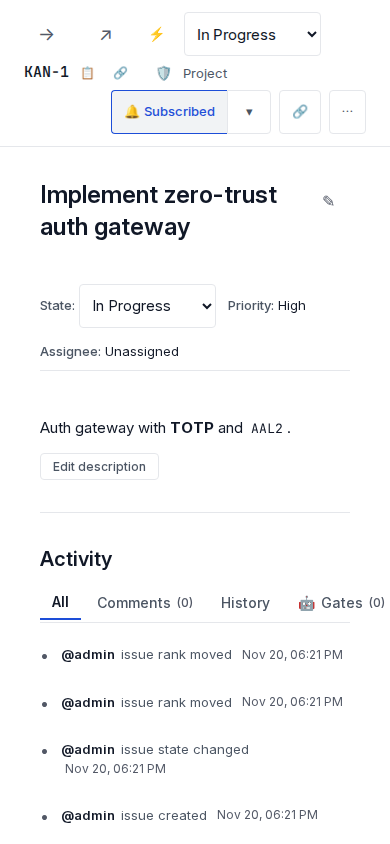 → ↗ ⚡ In Progress
KAN-1 📋 🔗 🛡️ Project
🔔 Subscribed ▾ 🔗 ···
Implement zero-trust ✎
auth gateway
State: In Progress Priority: High
Assignee: Unassigned
Auth gateway with TOTP and AAL2.
Edit description
Activity
All Comments (0) History 🤖 Gates (0)
• @admin issue rank moved Nov 20, 06:21 PM
• @admin issue rank moved Nov 20, 06:21 PM
• @admin issue state changed
Nov 20, 06:21 PM
• @admin issue created Nov 20, 06:21 PM